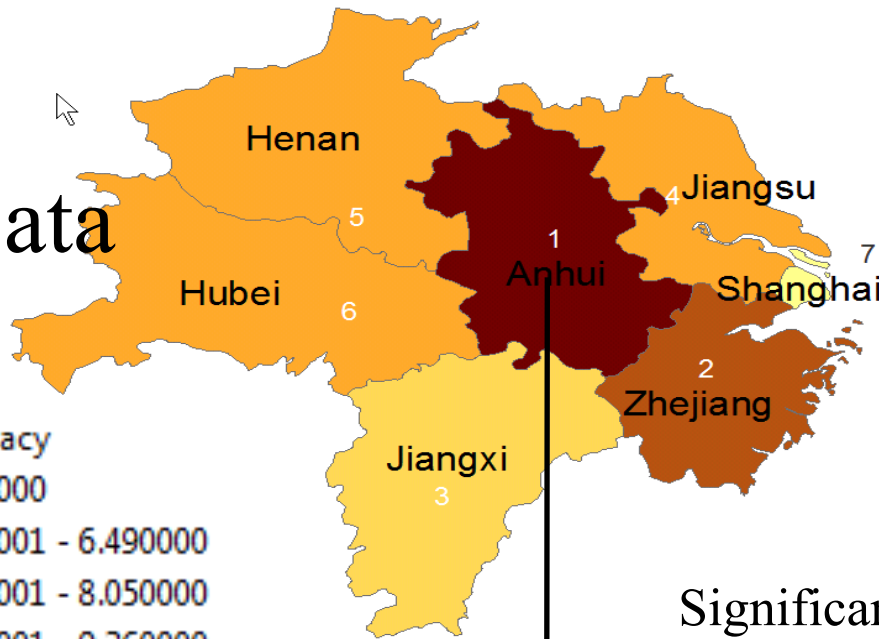 Henan
4 Jiangsu
ata
5
1
7
Anhui
Hubei
Shanghai
6
2
Zhejiang
acy
Jiangxi
000
3
001 - 6.490000
001 - 8.050000
Significan